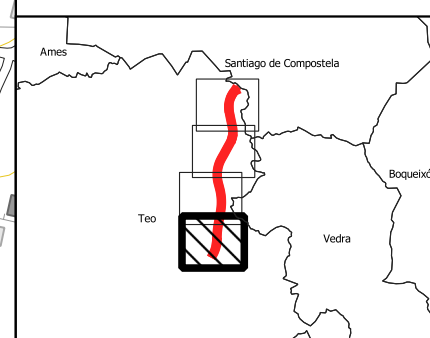 Ames
Santiago de Compostela
Boqueixó
Teo
Vedra